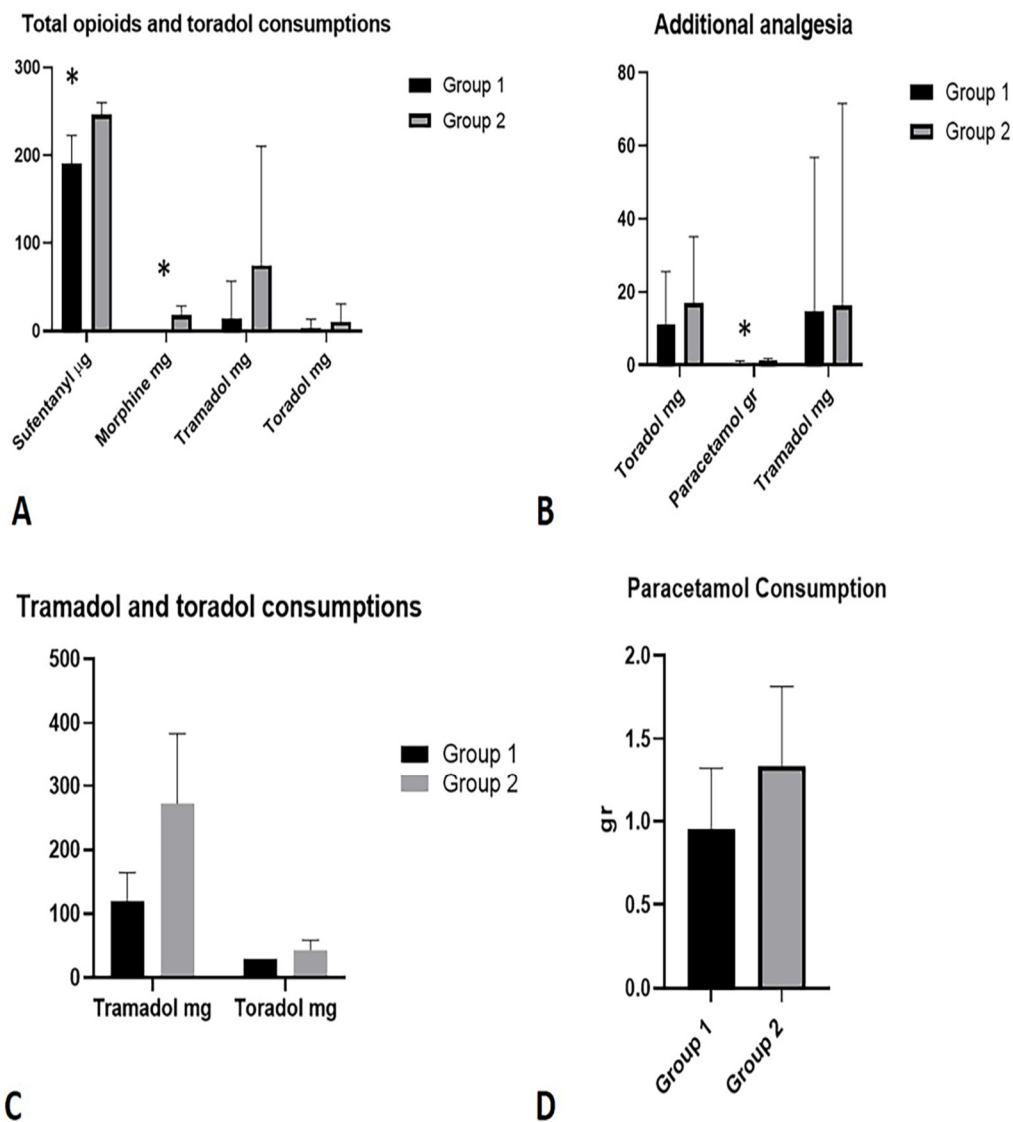 Total opioids and toradol consumptions
300
200
100
0
*
*
Group 1
Group 2
Sufentanyl µg
Morphine mg
Tramadol mg
Toradol mg
A
Additional analgesia
80
60
40
20
0
*
Group 1
Group 2
Toradol mg
Paracetamol gr
Tramadol mg
B
Tramadol and toradol consumptions
500
400
300
200
100
0
Group 1
Group 2
Tramadol mg
Toradol mg
C
Paracetamol Consumption
gr
2.0
1.5
1.0
0.5
0.0
Group 1
Group 2
D